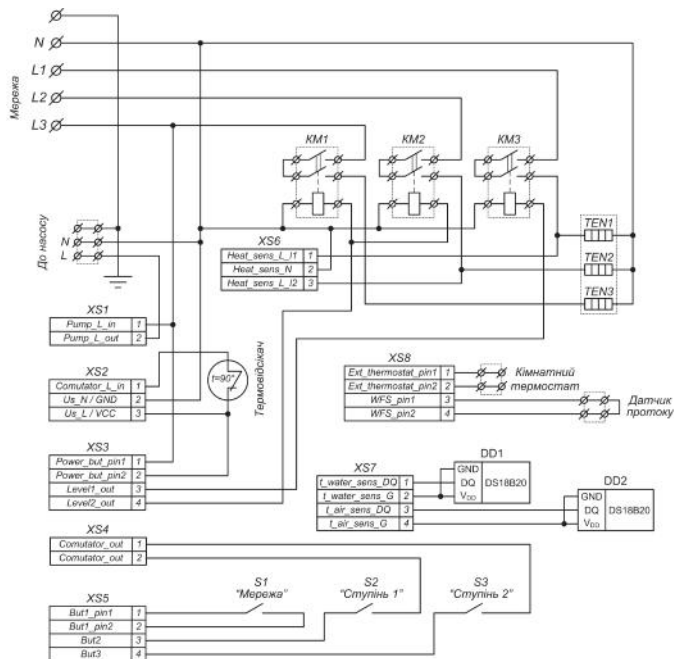 Мережа
N
L1
L2
L3
KM1
KM2
KM3
До насосу
N
L
XS6
Heat_sens_L_l1 1
Heat_sens_N 2
Heat_sens_L_l2 3
TEN1
TEN2
TEN3
XS1
Pump_L_in 1
Pump_L_out 2
XS2
Comutator_L_in 1
Us_N / GND 2
Us_L / VCC 3
t=90°
Термовідсікач
XS8
Ext_thermostat_pin1 1
Ext_thermostat_pin2 2
WFS_pin1 3
WFS_pin2 4
Кімнатний
термостат
Датчик
протоку
XS3
Power_but_pin1 1
Power_but_pin2 2
Level1_out 3
Level2_out 4
XS7
t_water_sens_DQ 1
t_water_sens_G 2
t_air_sens_DQ 3
t_air_sens_G 4
DD1
GND
DQ
VDD
DS18B20
DD2
GND
DQ
VDD
DS18B20
XS4
Comutator_out 1
Comutator_out 2
S1
"Мережа"
S2
"Ступінь 1"
S3
"Ступінь 2"
XS5
But1_pin1 1
But1_pin2 2
But2 3
But3 4